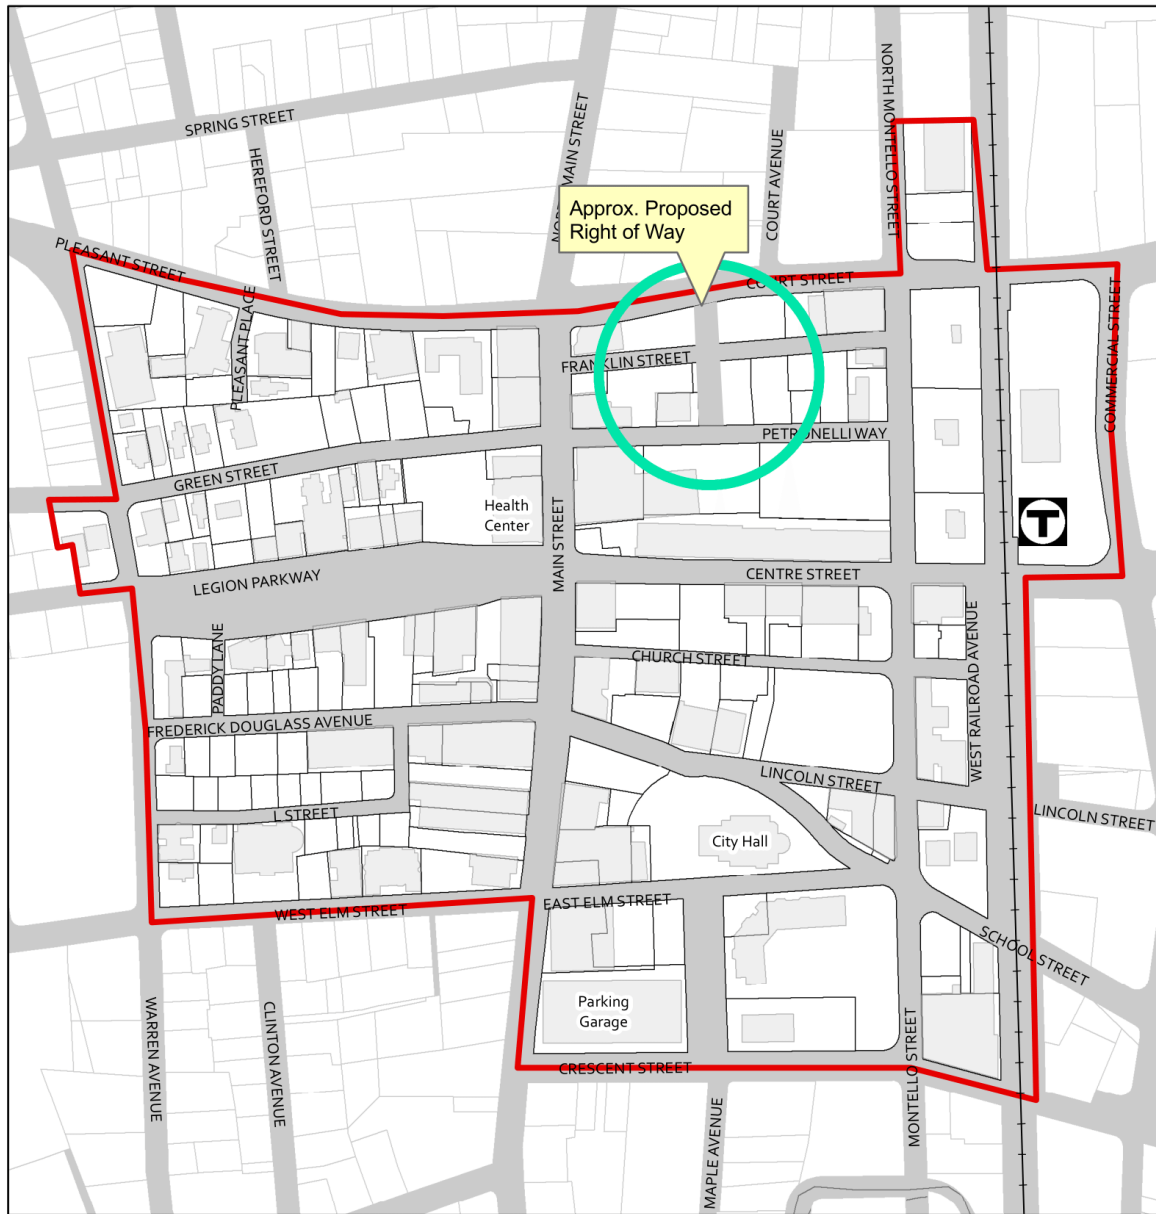 SPRING STREET
HEREFORD STREET
NORTH MAIN STREET
COURT AVENUE
NORTH MONTELLO STREET
Approx. Proposed
Right of Way
PLEASANT STREET
COURT STREET
PLEASANT PLACE
FRANKLIN STREET
COMMERCIAL STREET
PETRONELLI WAY
GREEN STREET
Health
Center
T
MAIN STREET
LEGION PARKWAY
CENTRE STREET
PADDY LANE
CHURCH STREET
WEST RAILROAD AVENUE
FREDERICK DOUGLASS AVENUE
LINCOLN STREET
L STREET
LINCOLN STREET
City Hall
WEST ELM STREET
EAST ELM STREET
SCHOOL STREET
WARREN AVENUE
CLINTON AVENUE
Parking
Garage
CRESCENT STREET
MONTELLO STREET
MAPLE AVENUE